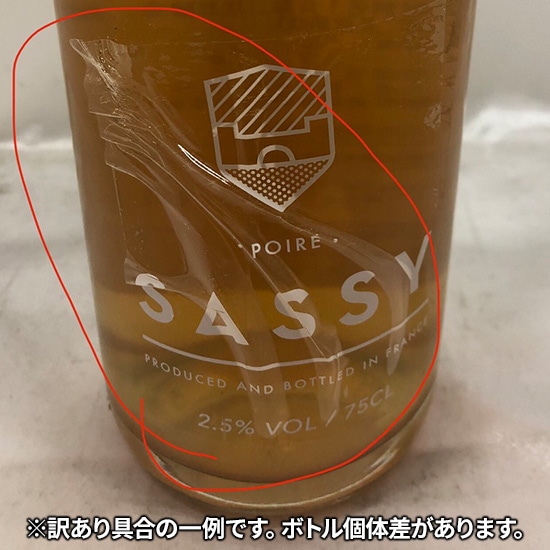 ・POIRÉ・
SASSY
PRODUCED AND BOTTLED IN FRANCE
2.5% VOL / 75CL
※訳あり具合の一例です。ボトル個体差があります。